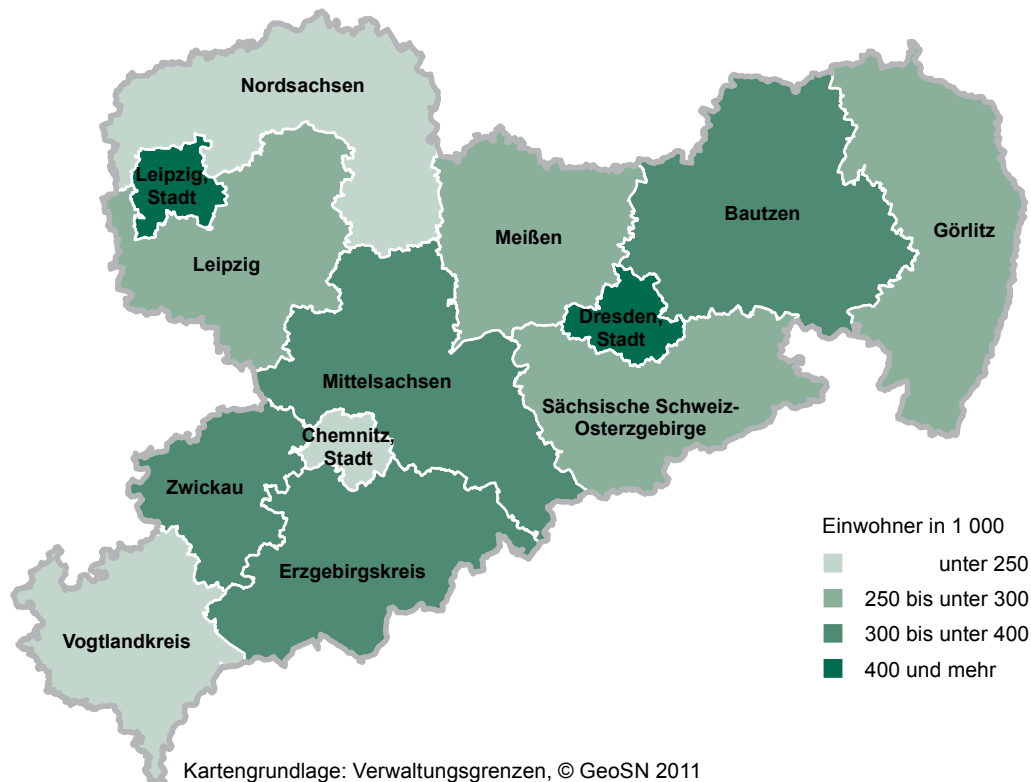 Nordsachsen
Leipzig,
Stadt
Bautzen
Görlitz
Meißen
Leipzig
Dresden,
Stadt
Mittelsachsen
Sächsische Schweiz-
Osterzgebirge
Chemnitz,
Stadt
Zwickau
Erzgebirgskreis
Vogtlandkreis
Einwohner in 1 000
unter 250
250 bis unter 300
300 bis unter 400
400 und mehr
Kartengrundlage: Verwaltungsgrenzen, © GeoSN 2011